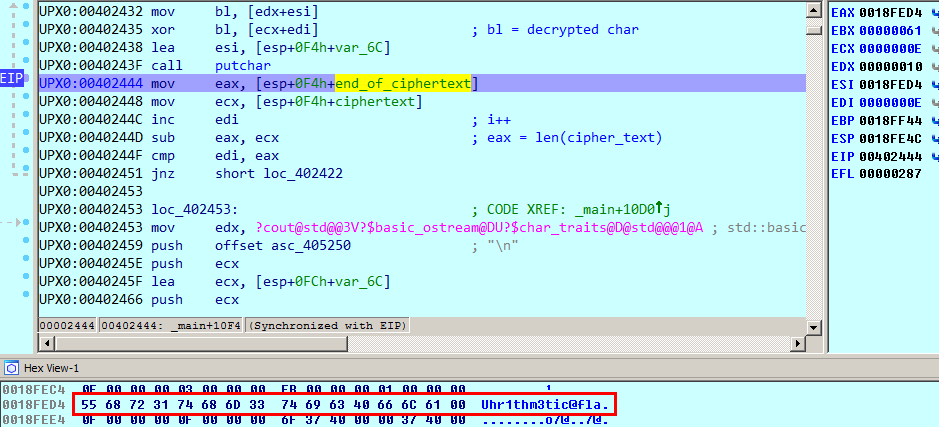 UPX0:00402432 mov bl, [edx+esi]
UPX0:00402435 xor bl, [ecx+edi] ; bl = decrypted char
UPX0:00402438 lea esi, [esp+0F4h+var_6C]
UPX0:0040243F call putchar
UPX0:00402444 mov eax, [esp+0F4h+end_of_ciphertext]
UPX0:00402448 mov ecx, [esp+0F4h+ciphertext]
UPX0:0040244C inc edi ; i++
UPX0:0040244D sub eax, ecx ; eax = len(cipher_text)
UPX0:0040244F cmp edi, eax
UPX0:00402451 jnz short loc_402422
UPX0:00402453
UPX0:00402453 loc_402453: ; CODE XREF: _main+10D0↑j
UPX0:00402453 mov edx, ?cout@std@@3V?$basic_ostream@DU?$char_traits@D@std@@@1@A ; std::basic
UPX0:00402459 push offset asc_405250 ; "\n"
UPX0:0040245E push ecx
UPX0:0040245F lea ecx, [esp+0FCh+var_6C]
UPX0:00402466 push ecx
EIP
00002444 00402444: _main+10F4 (Synchronized with EIP)
EAX 0018FED4
EBX 00000061
ECX 0000000E
EDX 00000010
ESI 0018FED4
EDI 0000000E
EBP 0018FF44
ESP 0018FE4C
EIP 00402444
EFL 00000287
Hex View-1
0018FEC4 0E 00 00 00 03 00 00 00 EB 00 00 00 01 00 00 00
0018FED4 55 68 72 31 74 68 6D 33 74 69 63 40 66 6C 61 00 Uhr1thm3tic@fla.
0018FEE4 0F 00 00 00 0F 00 00 00 6F 37 40 00 00 37 40 00 ........o7@..7@.